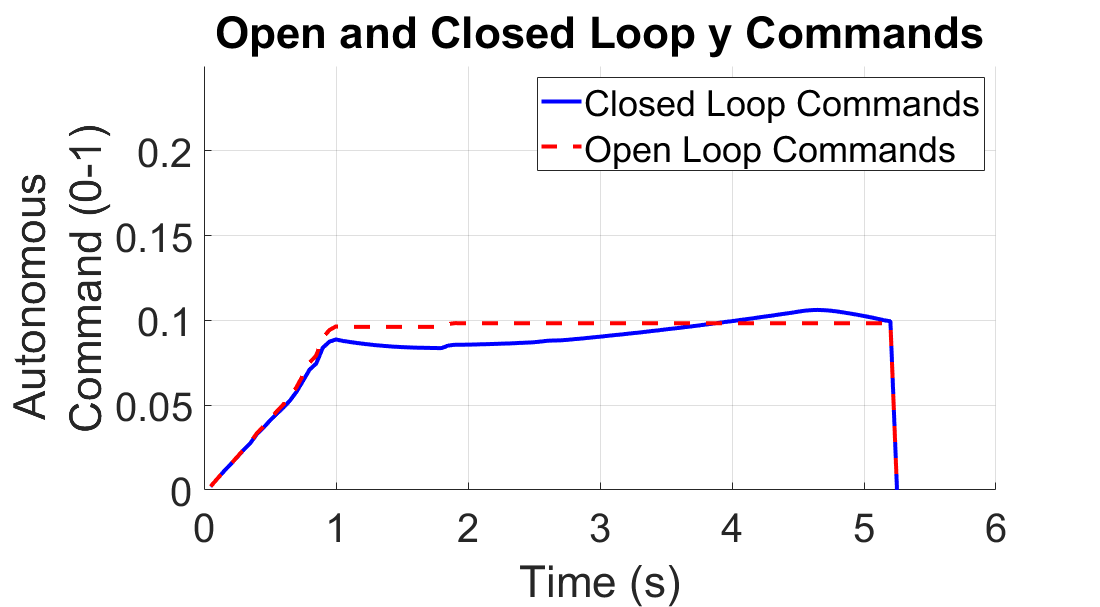 Open and Closed Loop y Commands
Closed Loop Commands
Open Loop Commands
Autonomous
Command (0-1)
0.2
0.15
0.1
0.05
0
0 1 2 3 4 5 6
Time (s)